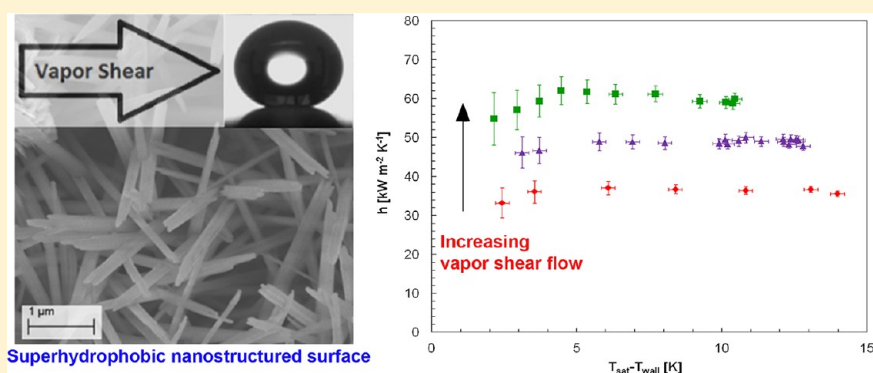 Vapor Shear
1 μm
Superhydrophobic nanostructured surface
80
70
60
50
40
30
20
10
0
h [kW m-2 K-1]
Increasing
vapor shear flow
0 5 10 15
Tsat-Twall [K]